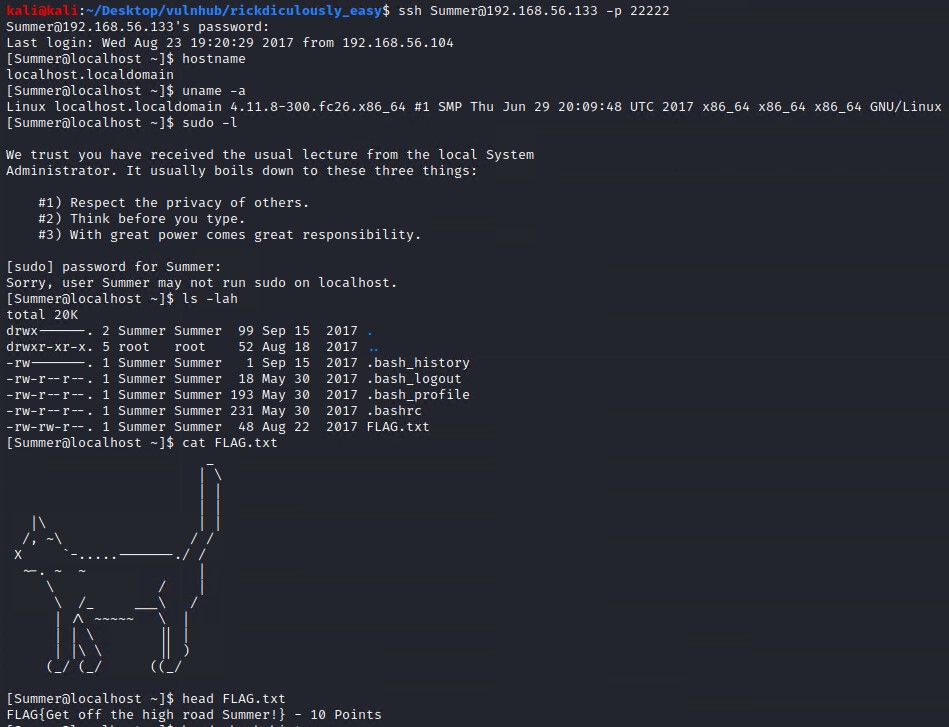 kali@kali:~/Desktop/vulnhub/rickdiculously_easy$ ssh Summer@192.168.56.133 -p 22222
Summer@192.168.56.133's password:
Last login: Wed Aug 23 19:20:29 2017 from 192.168.56.104
[Summer@localhost ~]$ hostname
localhost.localdomain
[Summer@localhost ~]$ uname -a
Linux localhost.localdomain 4.11.8-300.fc26.x86_64 #1 SMP Thu Jun 29 20:09:48 UTC 2017 x86_64 x86_64 x86_64 GNU/Linux
[Summer@localhost ~]$ sudo -l

We trust you have received the usual lecture from the local System
Administrator. It usually boils down to these three things:

    #1) Respect the privacy of others.
    #2) Think before you type.
    #3) With great power comes great responsibility.

[sudo] password for Summer:
Sorry, user Summer may not run sudo on localhost.
[Summer@localhost ~]$ ls -lah
total 20K
drwx------. 2 Summer Summer  99 Sep 15  2017 .
drwxr-xr-x. 5 root   root    52 Aug 18  2017 ..
-rw-------. 1 Summer Summer   1 Sep 15  2017 .bash_history
-rw-r--r--. 1 Summer Summer  18 May 30  2017 .bash_logout
-rw-r--r--. 1 Summer Summer 193 May 30  2017 .bash_profile
-rw-r--r--. 1 Summer Summer 231 May 30  2017 .bashrc
-rw-rw-r--. 1 Summer Summer  48 Aug 22  2017 FLAG.txt
[Summer@localhost ~]$ cat FLAG.txt
                         _
                        | \
                        | |
                        | |
   |\                   | |
  /, ~\                / /
 X     `-.....-------./ /
  ~-. ~  ~              |
     \             /    |
      \  /_     ___\   /
      | /\ ~~~~~   \  |
      | | \        || |
      | |\ \       || )
     (_/ (_/      ((_/

[Summer@localhost ~]$ head FLAG.txt
FLAG{Get off the high road Summer!} - 10 Points